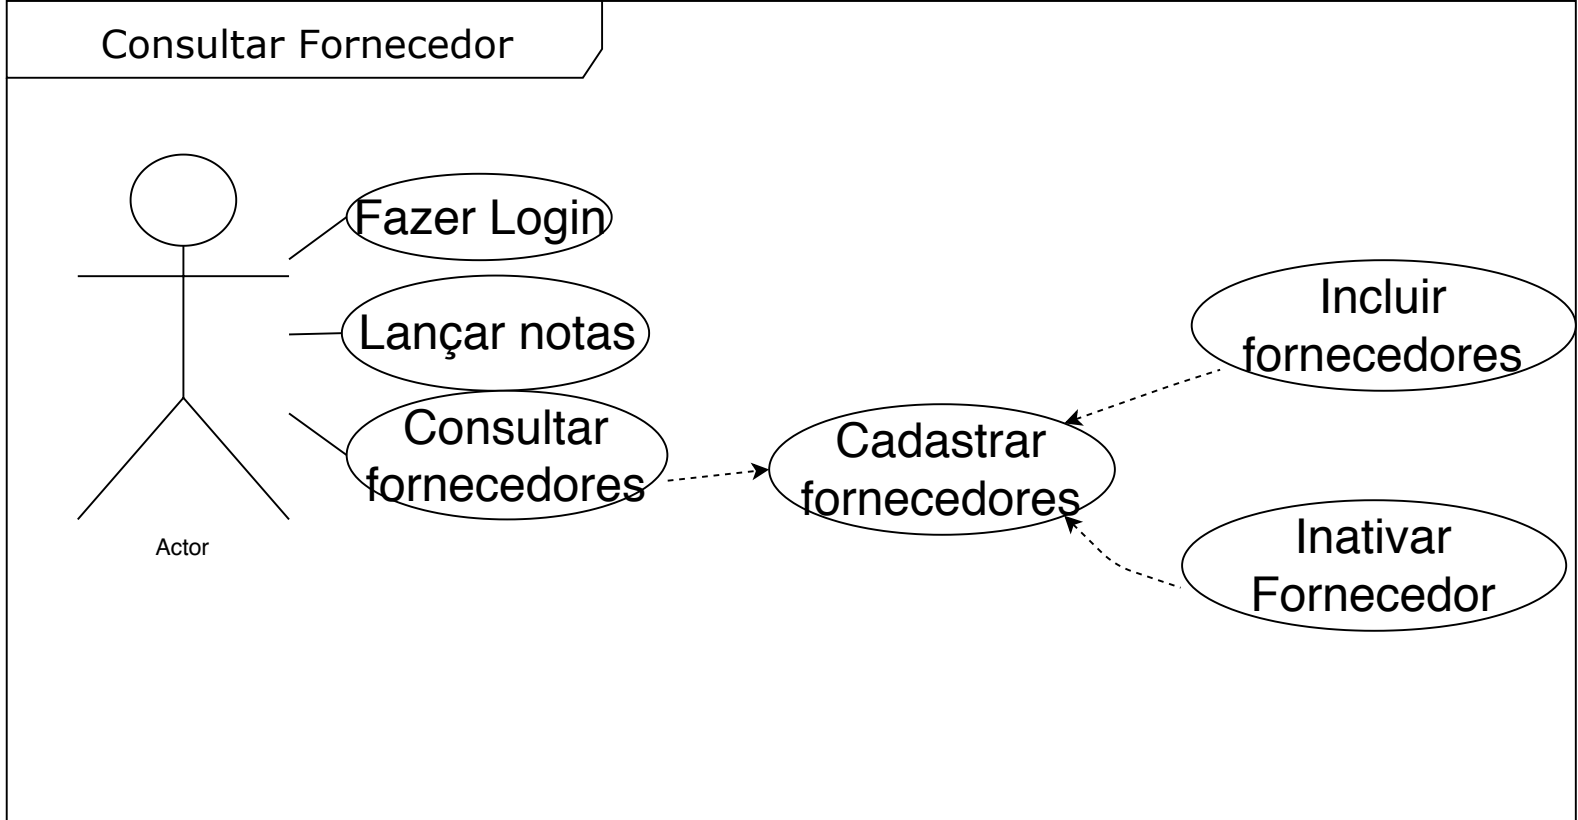 Consultar Fornecedor
Fazer Login
Lançar notas
Consultar
fornecedores
Actor
Cadastrar
fornecedores
Incluir
fornecedores
Inativar
Fornecedor